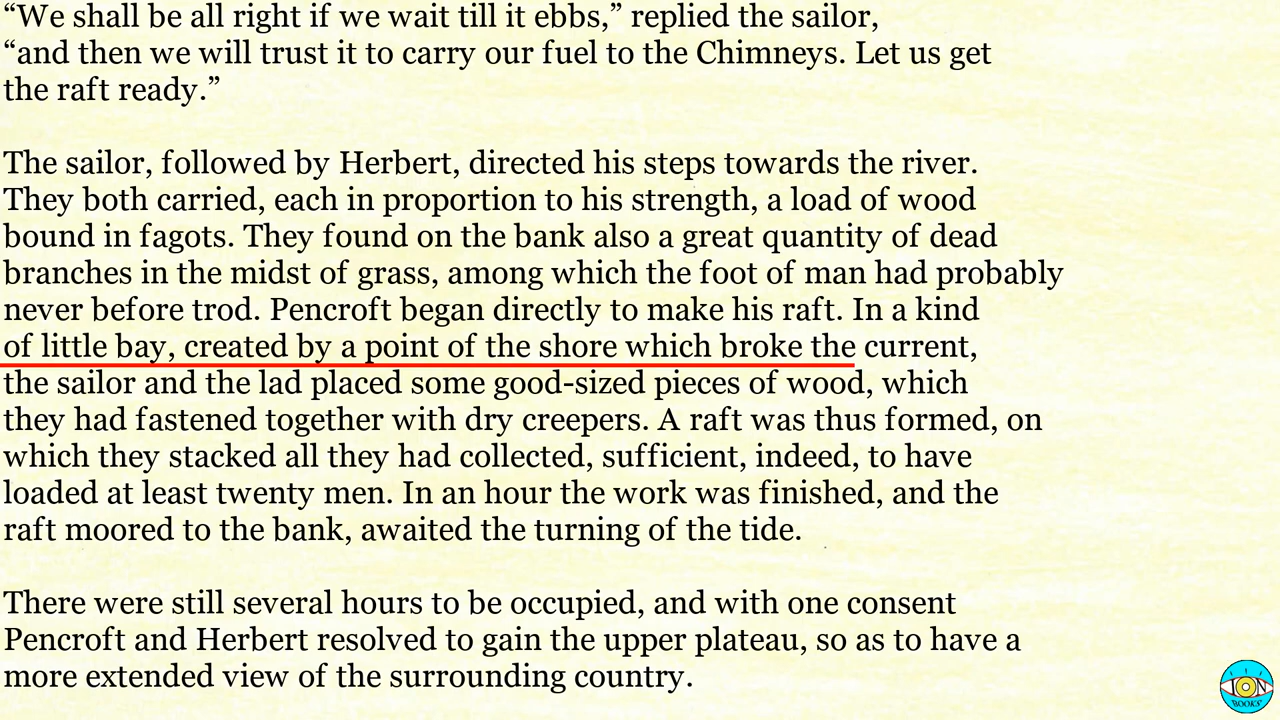 “We shall be all right if we wait till it ebbs,” replied the sailor,
“and then we will trust it to carry our fuel to the Chimneys. Let us get
the raft ready.”
The sailor, followed by Herbert, directed his steps towards the river.
They both carried, each in proportion to his strength, a load of wood
bound in fagots. They found on the bank also a great quantity of dead
branches in the midst of grass, among which the foot of man had probably
never before trod. Pencroft began directly to make his raft. In a kind
of little bay, created by a point of the shore which broke the current,
the sailor and the lad placed some good-sized pieces of wood, which
they had fastened together with dry creepers. A raft was thus formed, on
which they stacked all they had collected, sufficient, indeed, to have
loaded at least twenty men. In an hour the work was finished, and the
raft moored to the bank, awaited the turning of the tide.
There were still several hours to be occupied, and with one consent
Pencroft and Herbert resolved to gain the upper plateau, so as to have a
more extended view of the surrounding country.
ION
BOOKS